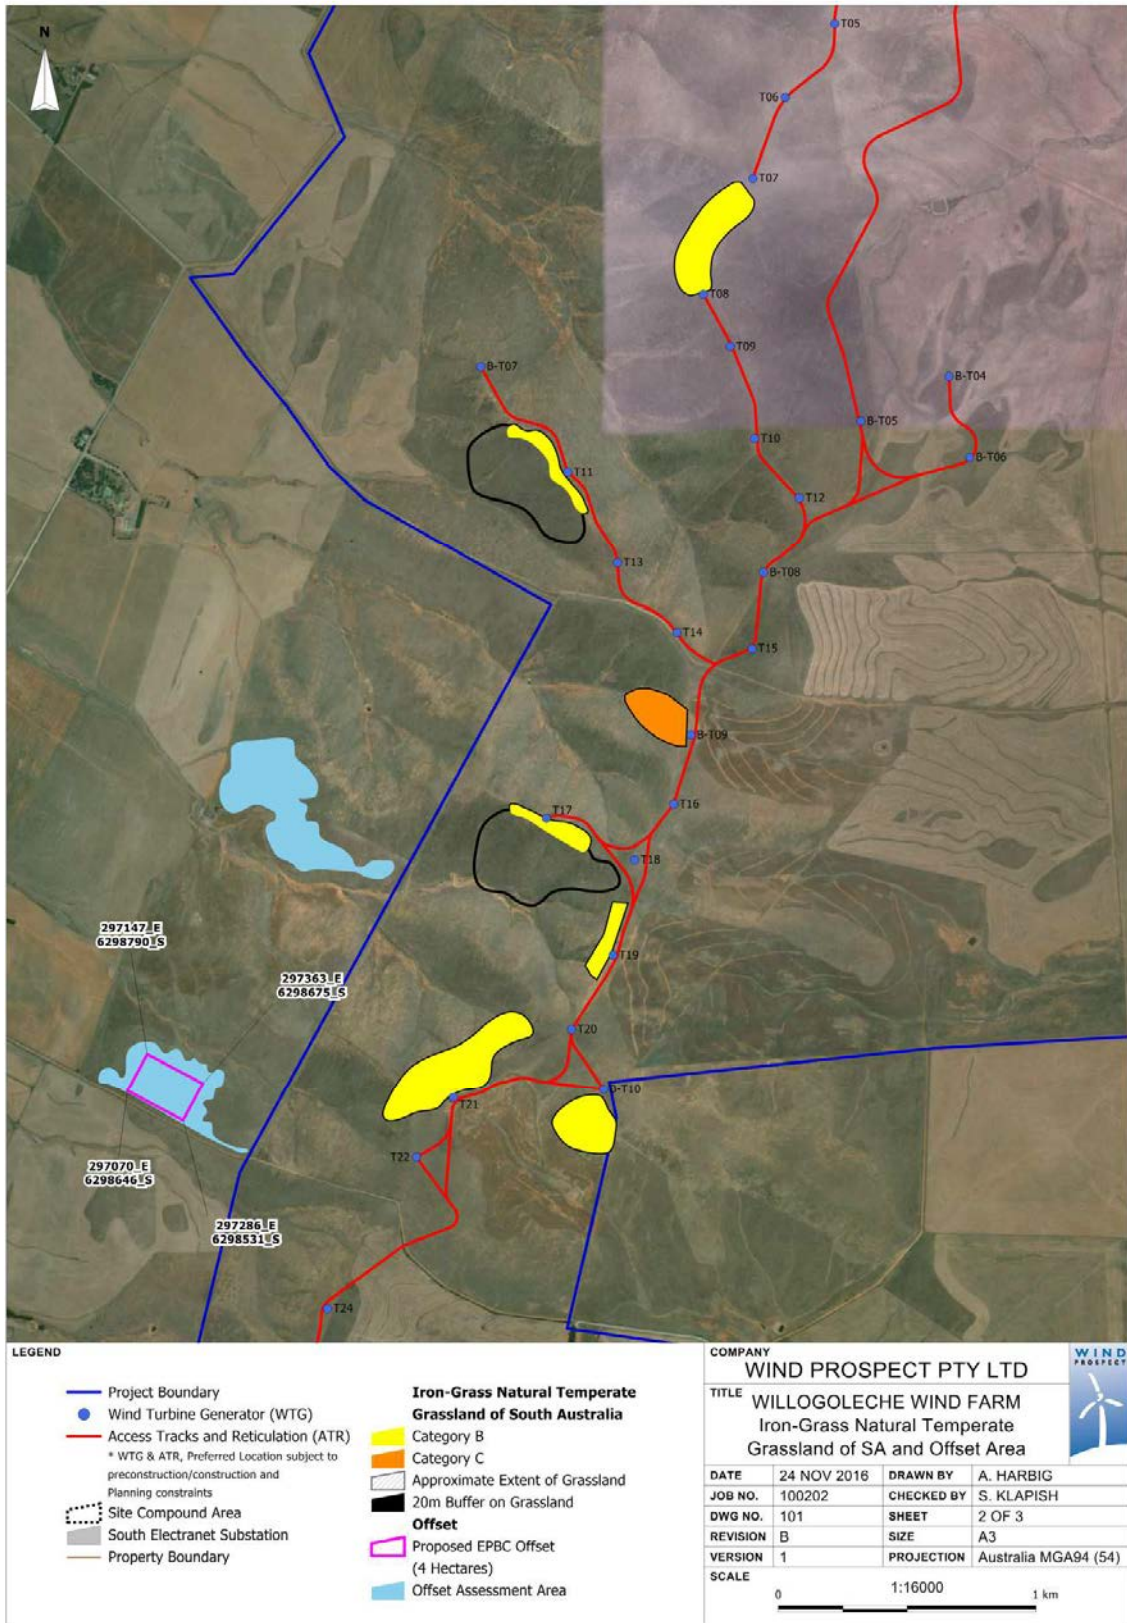 N
T05
T06
T07
T08
T09
B-T07
B-T04
B-T05
T10
B-T06
T11
T12
T13
B-T08
T14
T15
B-T09
T16
T17
T18
297147_E
6298790_S
T19
297363_E
6298675_S
T20
B-T10
T21
T22
297070_E
6298646_S
297286_E
6298531_S
T24
LEGEND
Project Boundary
Wind Turbine Generator (WTG)
Access Tracks and Reticulation (ATR)
* WTG & ATR, Preferred Location subject to
preconstruction/construction and
Planning constraints
Site Compound Area
South Electranet Substation
Property Boundary
Iron-Grass Natural Temperate
Grassland of South Australia
Category B
Category C
Approximate Extent of Grassland
20m Buffer on Grassland
Offset
Proposed EPBC Offset
(4 Hectares)
Offset Assessment Area
COMPANY
WIND PROSPECT PTY LTD
WIND
PROSPECT
TITLE
WILLOGOLECHE WIND FARM
Iron-Grass Natural Temperate
Grassland of SA and Offset Area
DATE 24 NOV 2016 DRAWN BY A. HARBIG
JOB NO. 100202 CHECKED BY S. KLAPISH
DWG NO. 101 SHEET 2 OF 3
REVISION B SIZE A3
VERSION 1 PROJECTION Australia MGA94 (54)
SCALE
1:16000
0 1 km